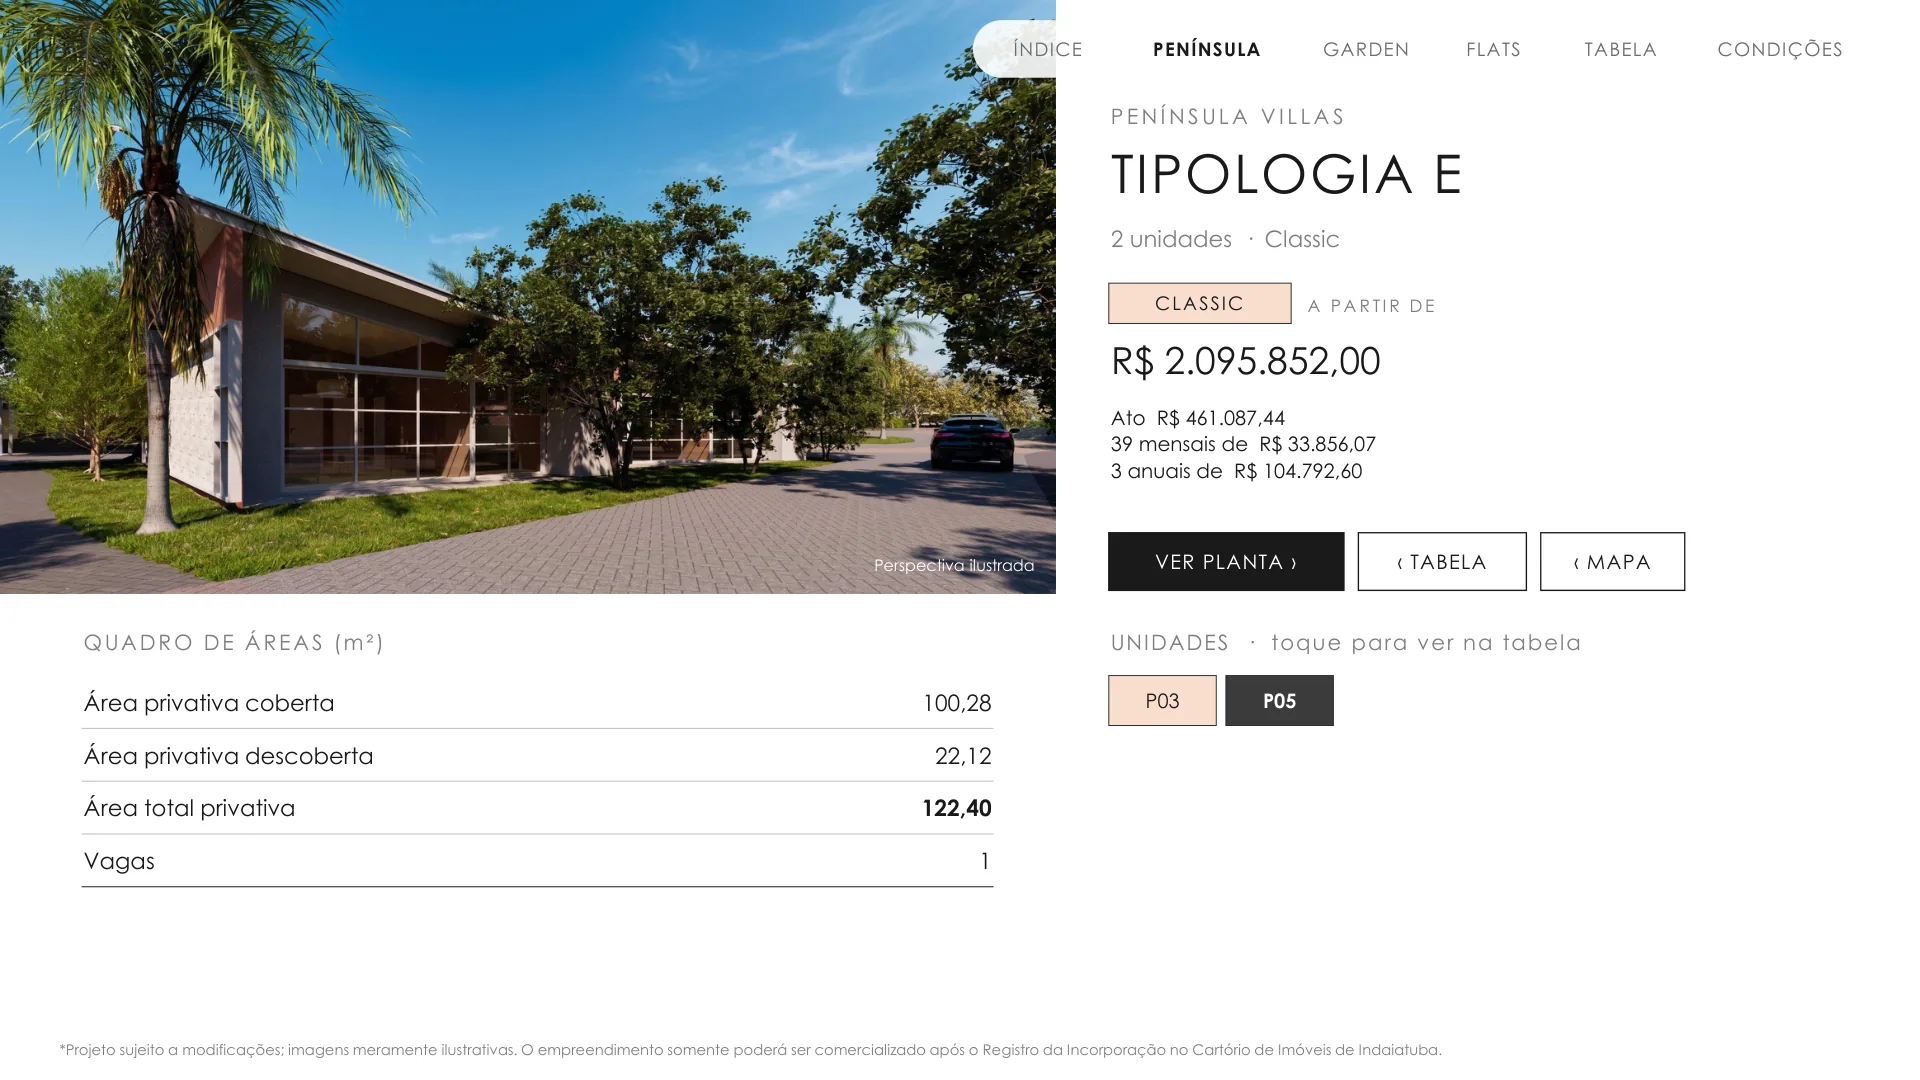 ÍNDICE PENÍNSULA GARDEN FLATS TABELA CONDIÇÕES
PENÍNSULA VILLAS
TIPOLOGIA E
2 unidades · Classic
CLASSIC A PARTIR DE
R$ 2.095.852,00
Ato R$ 461.087,44
39 mensais de R$ 33.856,07
3 anuais de R$ 104.792,60
VER PLANTA › ‹ TABELA ‹ MAPA
Perspectiva ilustrada
UNIDADES · toque para ver na tabela
P03 P05
QUADRO DE ÁREAS (m²)
Área privativa coberta 100,28
Área privativa descoberta 22,12
Área total privativa 122,40
Vagas 1
*Projeto sujeito a modificações; imagens meramente ilustrativas. O empreendimento somente poderá ser comercializado após o Registro da Incorporação no Cartório de Imóveis de Indaiatuba.